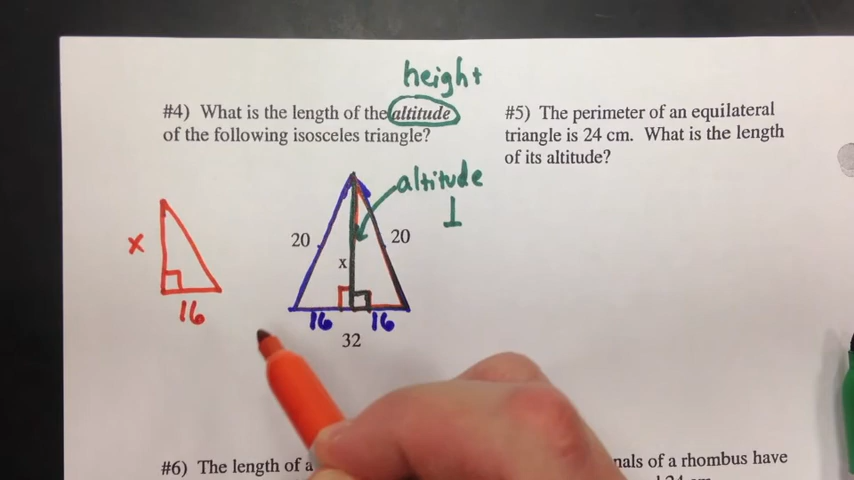 height
#4) What is the length of the altitude
of the following isosceles triangle?
#5) The perimeter of an equilateral
triangle is 24 cm. What is the length
of its altitude?
altitude
⊥
x
16
20
20
x
16
16
32
#6) The length of a
nals of a rhombus have